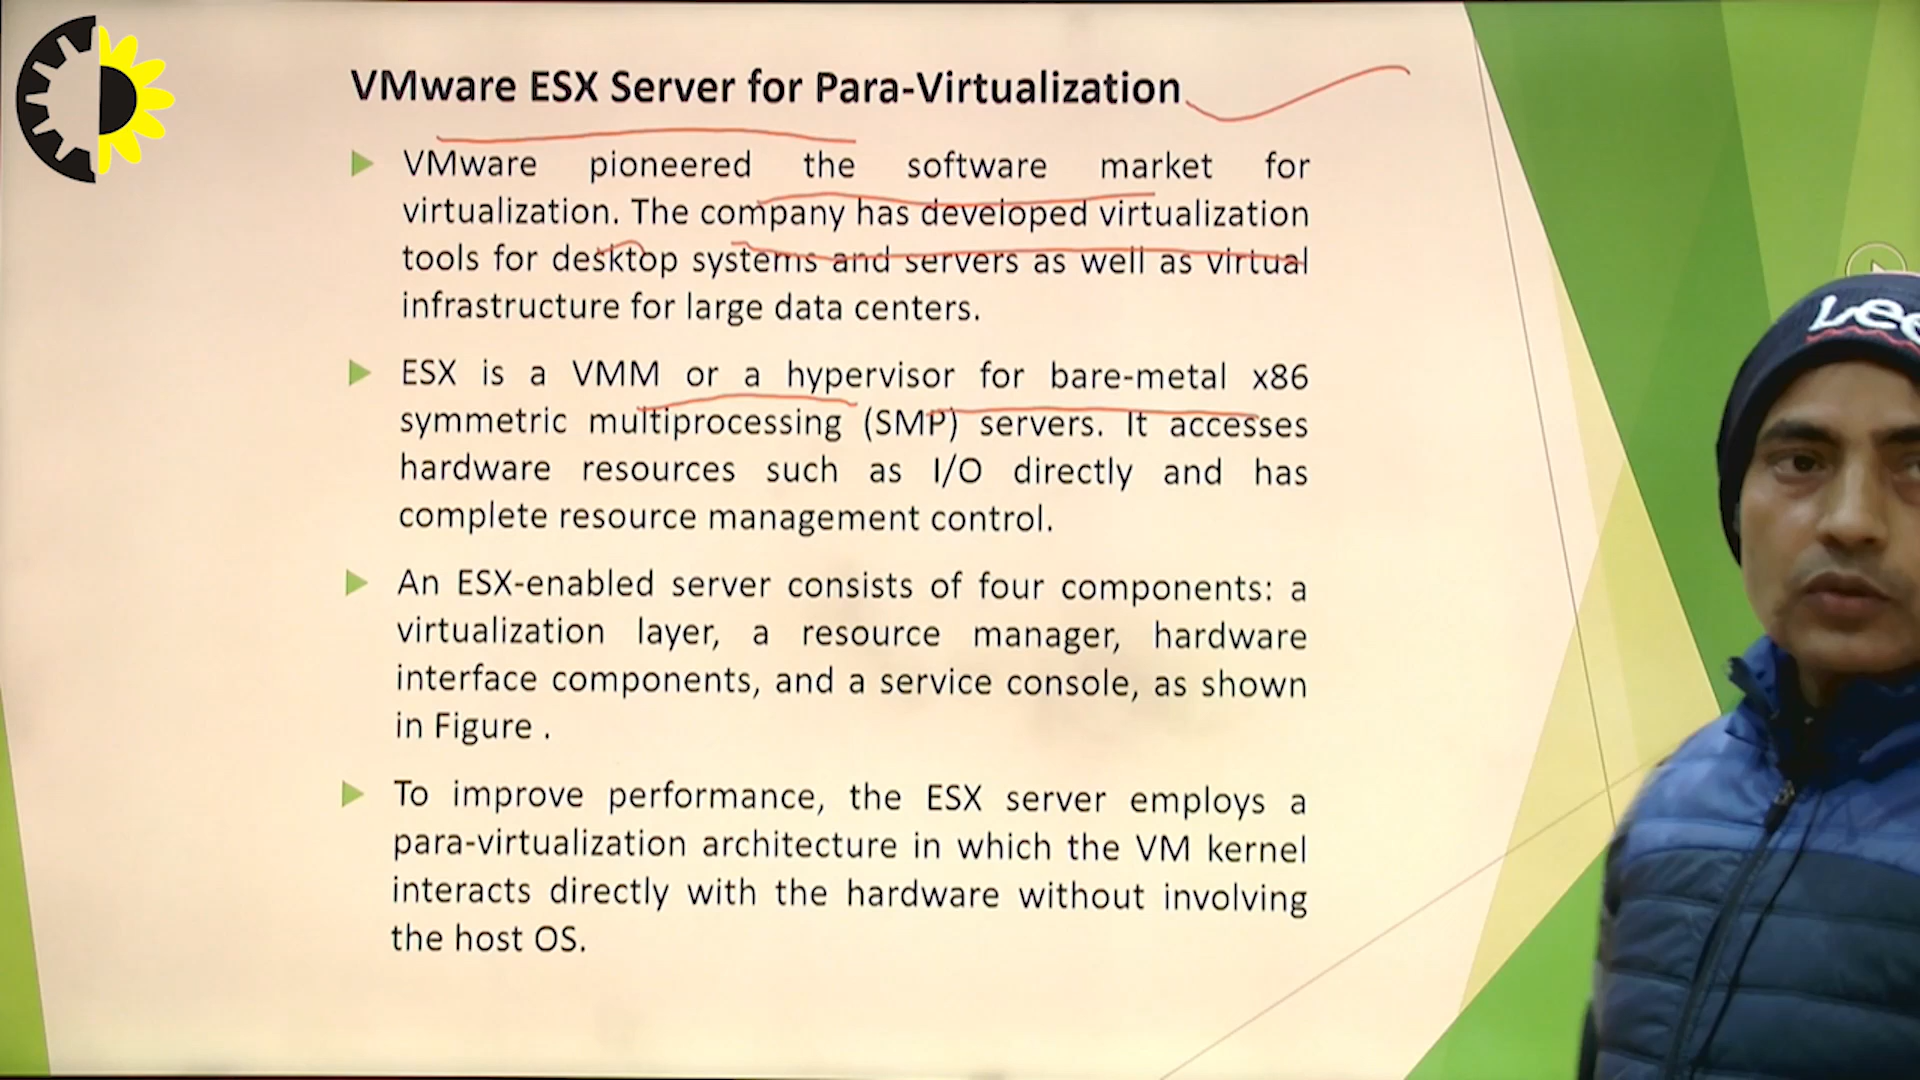 VMware ESX Server for Para-Virtualization
VMware pioneered the software market for
virtualization. The company has developed virtualization
tools for desktop systems and servers as well as virtual
infrastructure for large data centers.
ESX is a VMM or a hypervisor for bare-metal x86
symmetric multiprocessing (SMP) servers. It accesses
hardware resources such as I/O directly and has
complete resource management control.
An ESX-enabled server consists of four components: a
virtualization layer, a resource manager, hardware
interface components, and a service console, as shown
in Figure .
To improve performance, the ESX server employs a
para-virtualization architecture in which the VM kernel
interacts directly with the hardware without involving
the host OS.
Lee